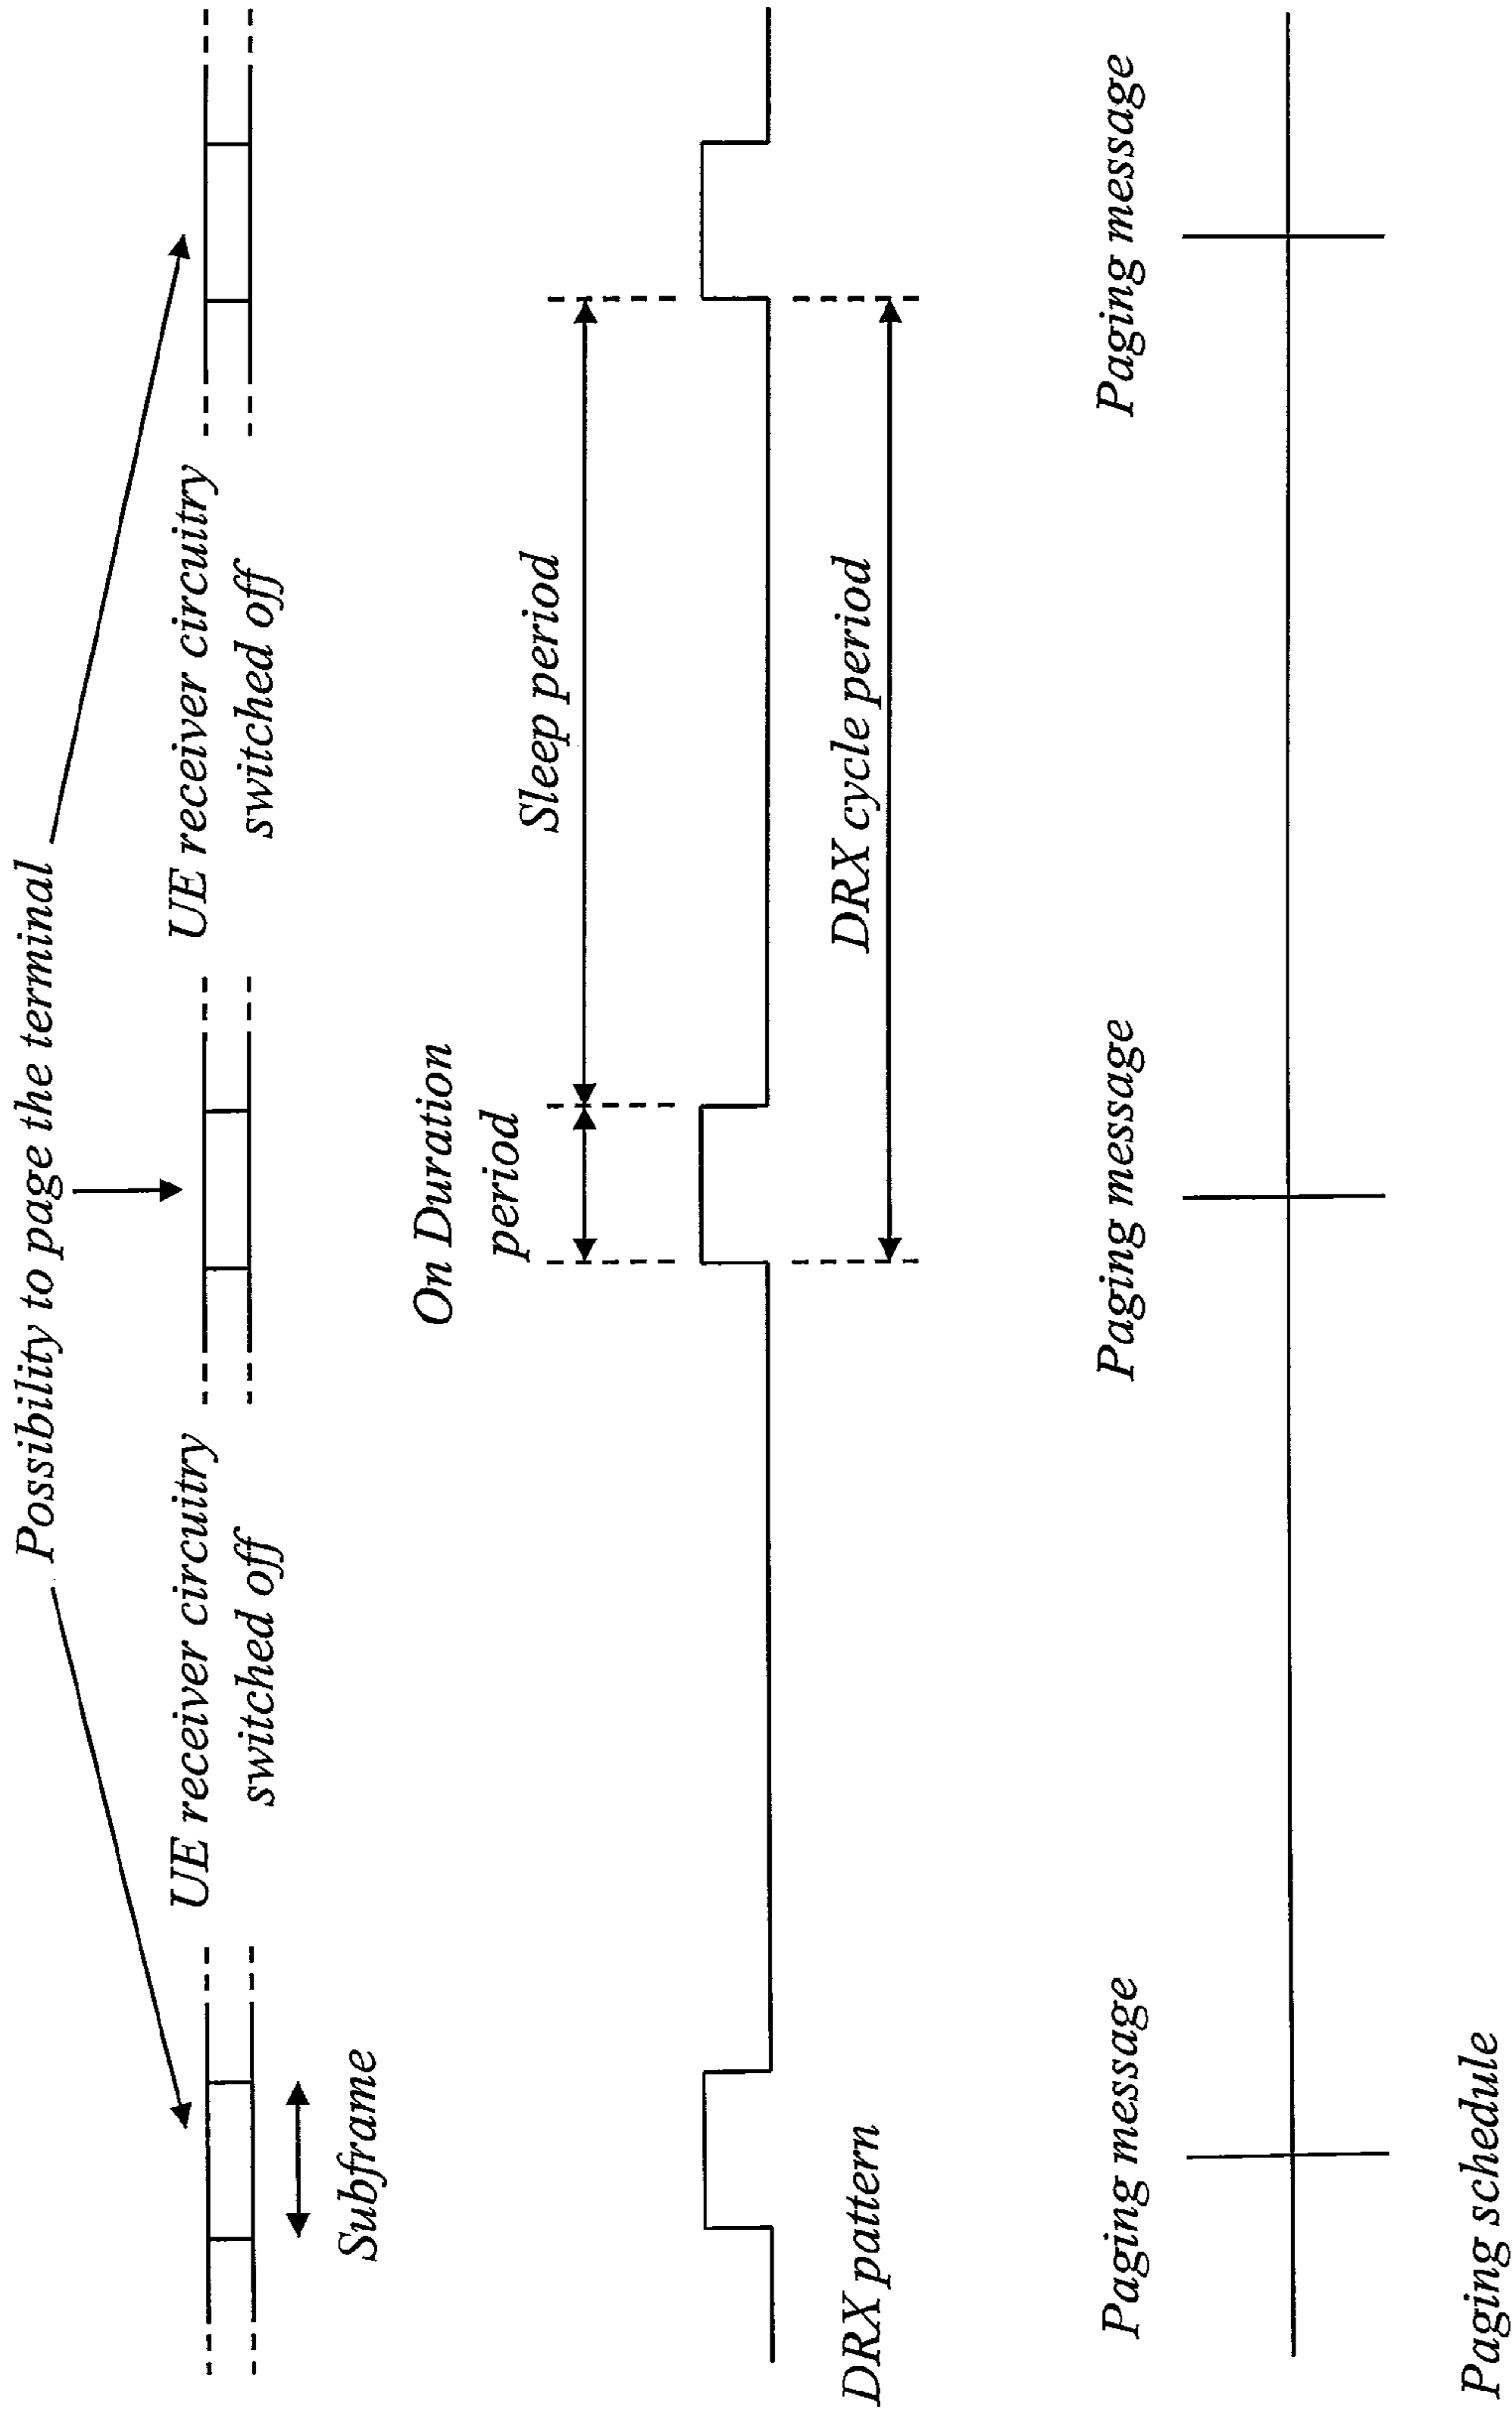 Possibility to page the terminal
UE receiver circuitry
switched off
UE receiver circuitry
switched off
Subframe
On Duration
period
Sleep period
DRX cycle period
DRX pattern
Paging message
Paging message
Paging message
Paging schedule